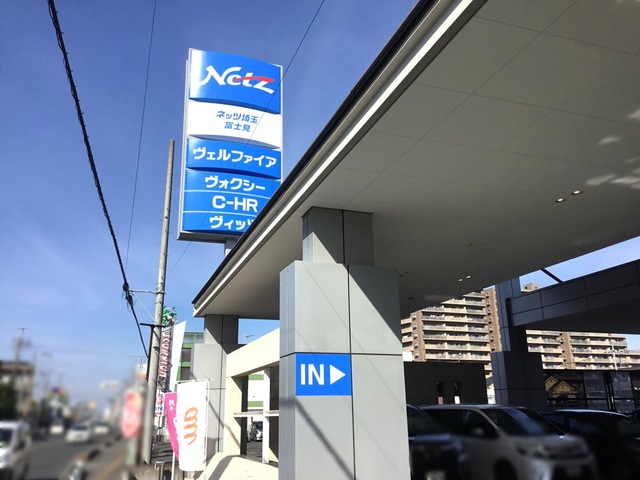 Netz
ネッツ埼玉
富士見
ヴェルファイア
ヴォクシー
C-HR
ヴィッツ
IN
au